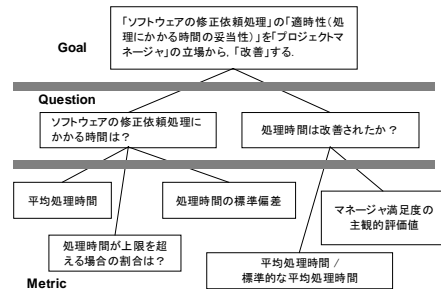 「ソフトウェアの修正依頼処理」の「適時性(処
理にかかる時間の妥当性)」を「プロジェクトマ
ネージャ」の立場から,「改善」する.
Goal
Question
ソフトウェアの修正依頼処理に
かかる時間は?
処理時間は改善されたか?
平均処理時間
処理時間の標準偏差
マネージャ満足度の
主観的評価値
処理時間が上限を超
える場合の割合は?
平均処理時間 /
標準的な平均処理時間
Metric